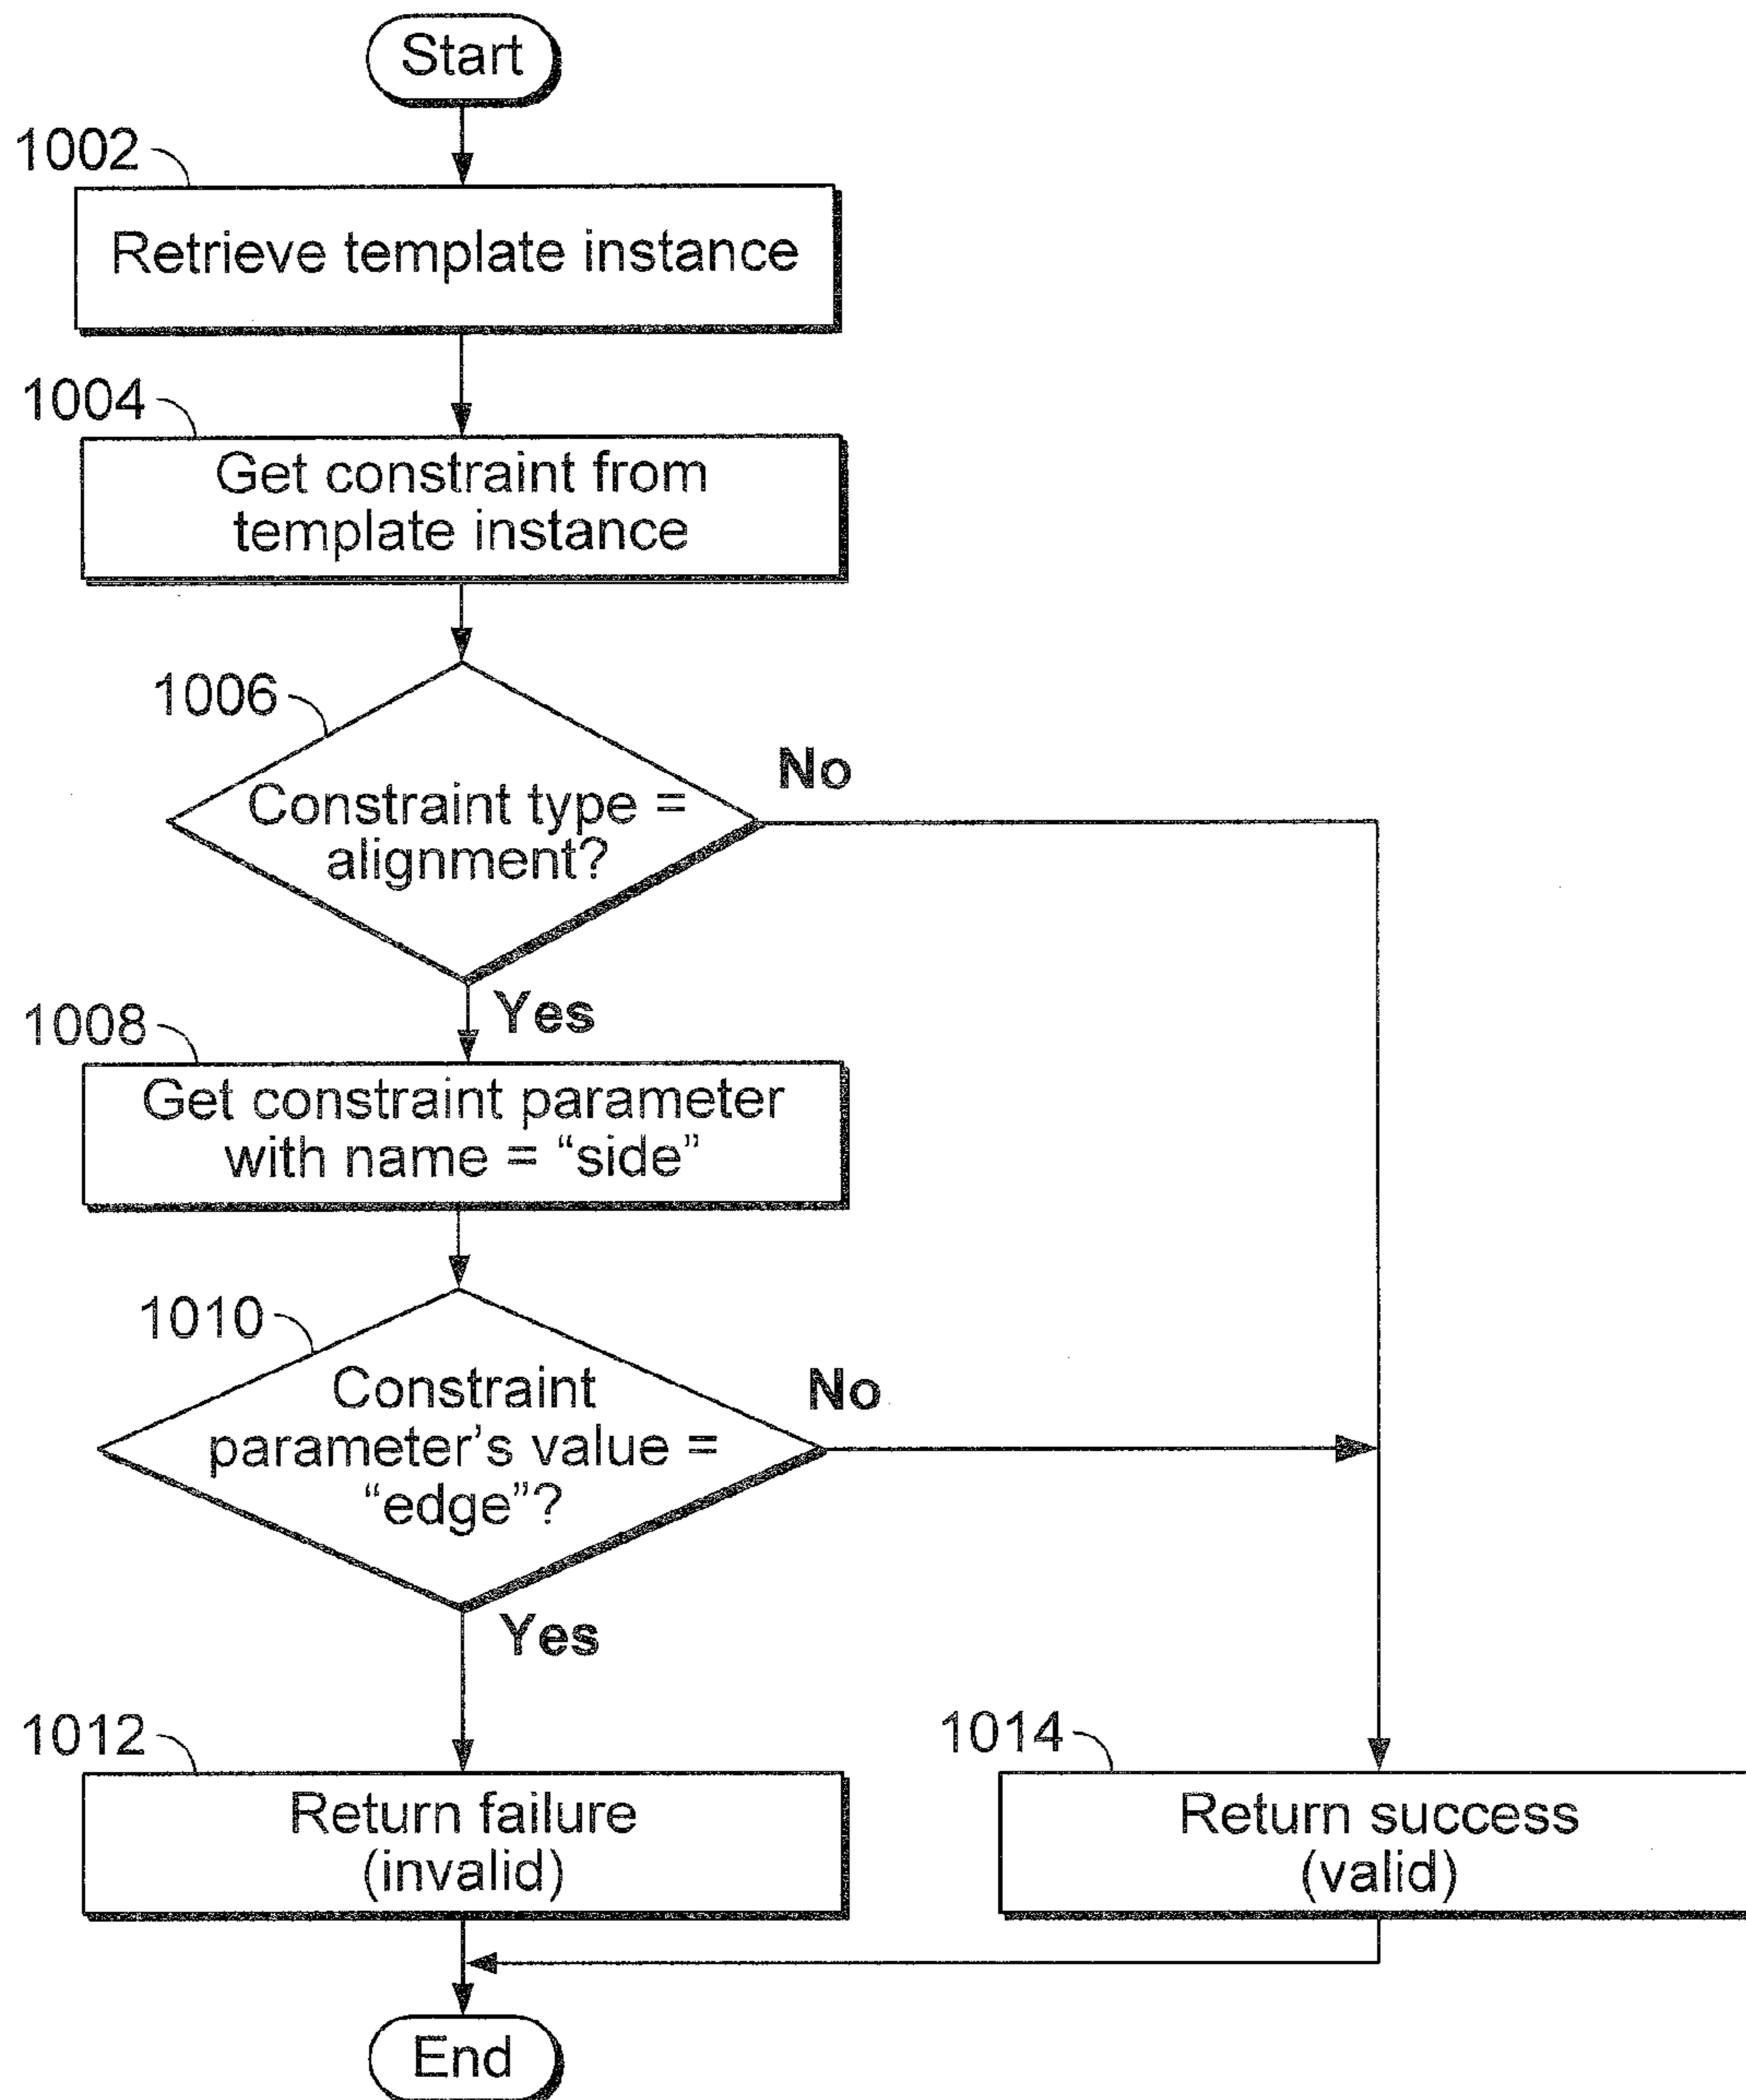 Start
1002
Retrieve template instance
1004
Get constraint from
template instance
1006
Constraint type =
alignment?
No
Yes
1008
Get constraint parameter
with name = “side”
1010
Constraint
parameter’s value =
“edge”?
No
Yes
1012
Return failure
(invalid)
1014
Return success
(valid)
End